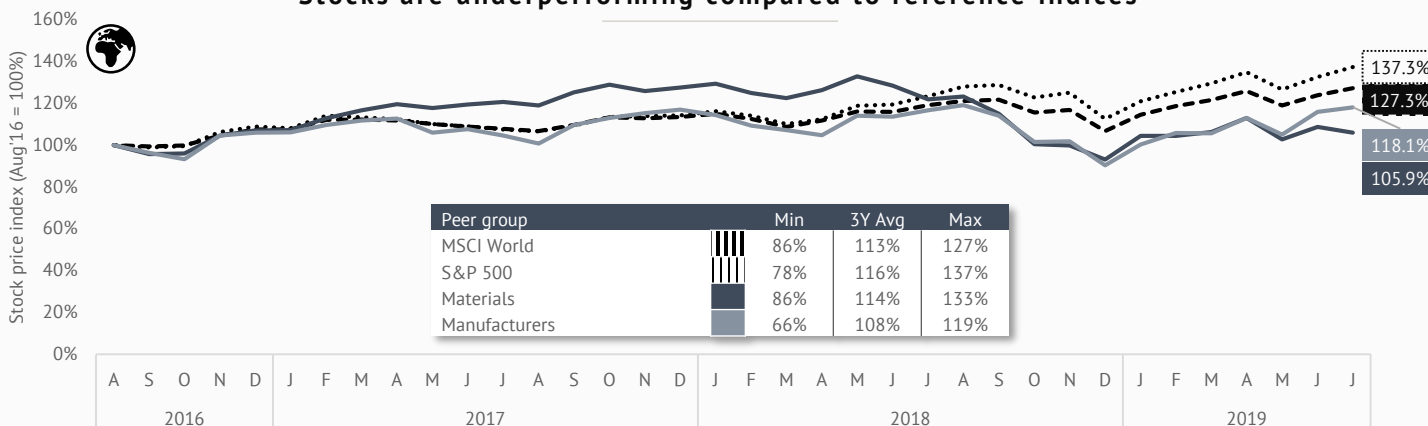 Stocks are underperforming compared to reference indices
Stock price index (Aug'16 = 100%)
160%
140%
120%
100%
80%
60%
40%
20%
0%
137.3%
127.3%
118.1%
105.9%
Peer group Min 3Y Avg Max
MSCI World 86% 113% 127%
S&P 500 78% 116% 137%
Materials 86% 114% 133%
Manufacturers 66% 108% 119%
A S O N D J F M A M J J A S O N D J F M A M J J A S O N D J F M A M J J
2016 2017 2018 2019